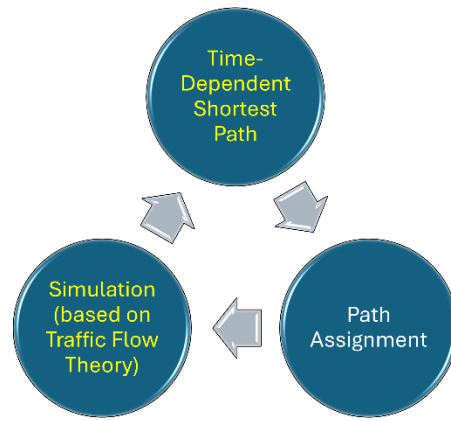 Time-
Dependent
Shortest
Path
Simulation
(based on
Traffic Flow
Theory)
Path
Assignment